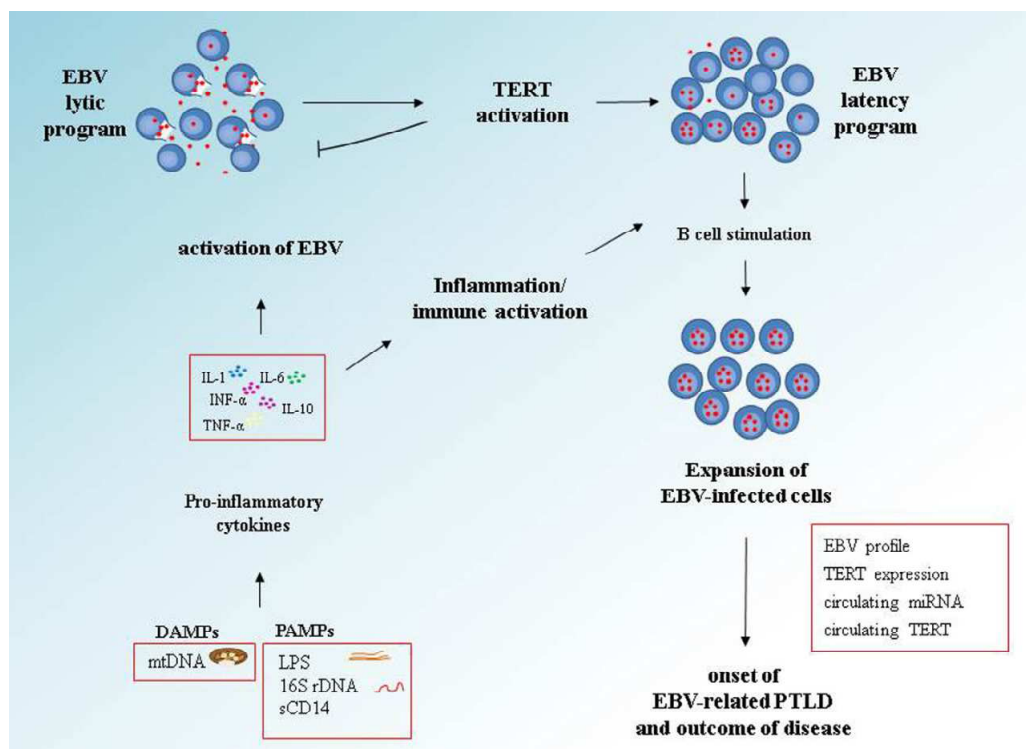 EBV
lytic
program
TERT
activation
EBV
latency
program
activation of EBV
B cell stimulation
Inflammation/
immune activation
IL-1
IL-6
INF-α
IL-10
TNF-α
Pro-inflammatory
cytokines
Expansion of
EBV-infected cells
EBV profile
TERT expression
circulating miRNA
circulating TERT
DAMPs
mtDNA
PAMPs
LPS
16S rDNA
sCD14
onset of
EBV-related PTLD
and outcome of disease